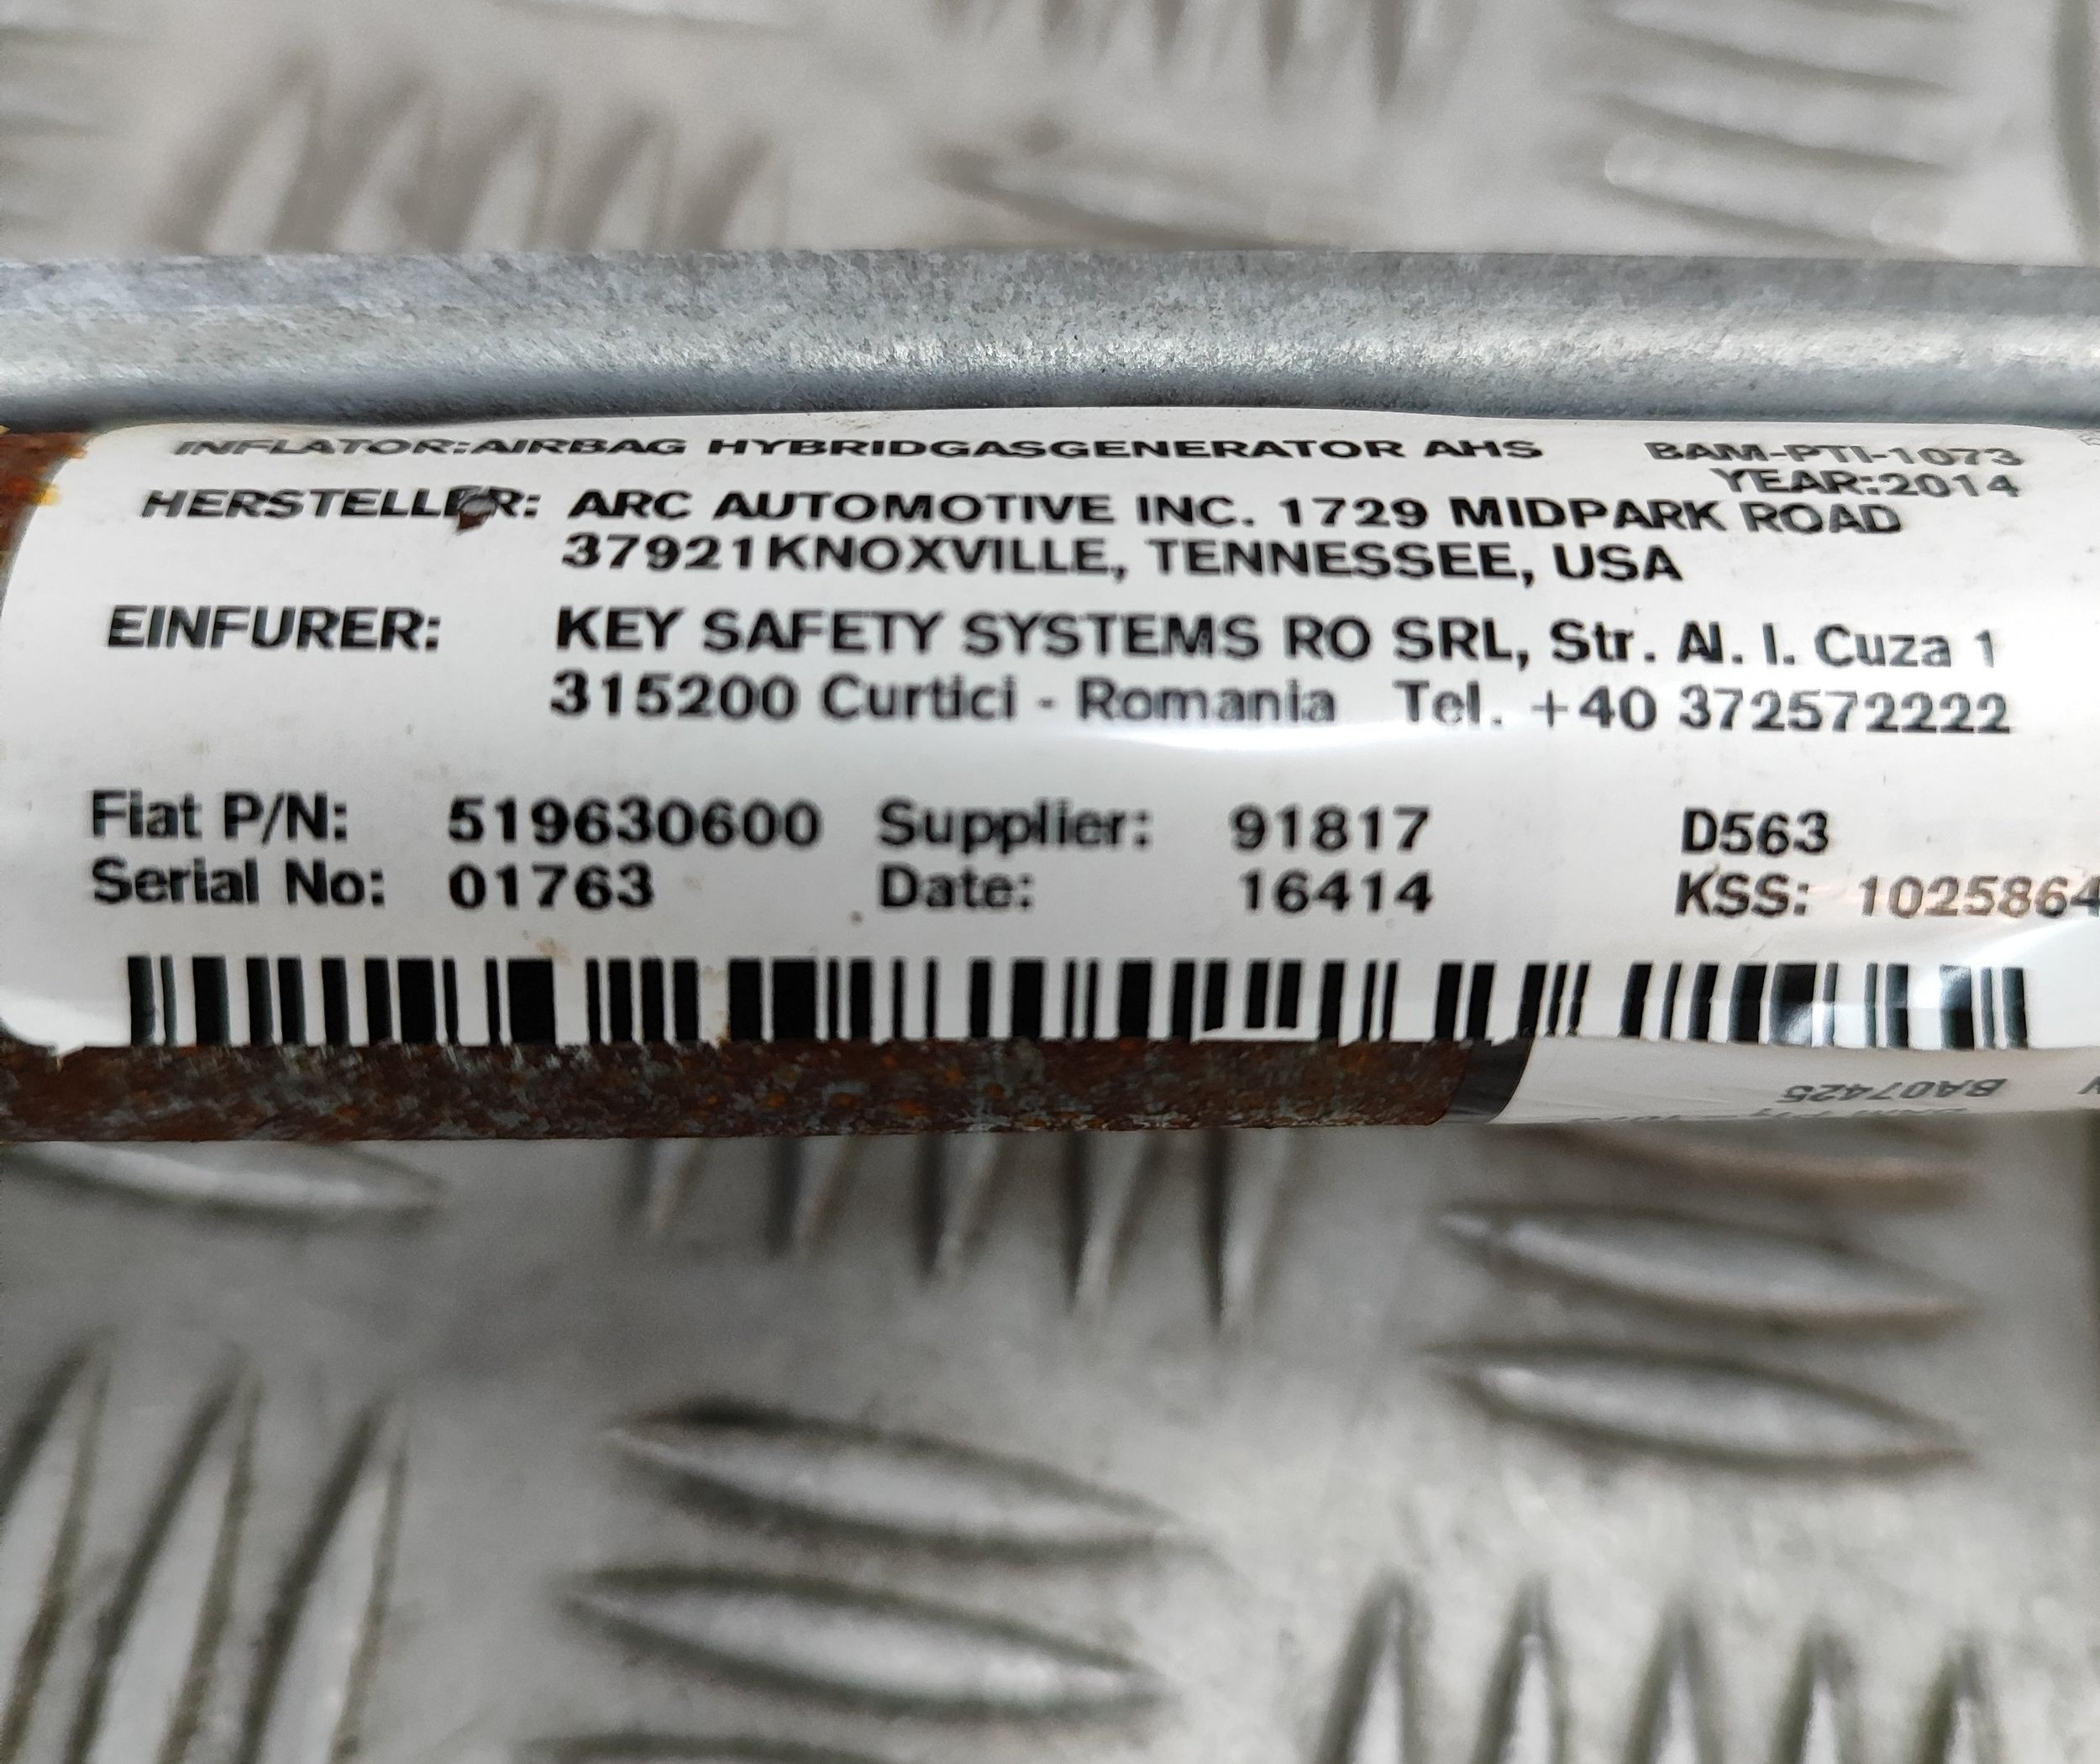 INFLATOR:AIRBAG HYBRIDGASGENERATOR AHS BAM-PTI-1073
YEAR:2014
HERSTELLER: ARC AUTOMOTIVE INC. 1729 MIDPARK ROAD
37921KNOXVILLE, TENNESSEE, USA
EINFURER: KEY SAFETY SYSTEMS RO SRL, Str. Al. I. Cuza 1
315200 Curtici - Romania Tel. +40 372572222
Fiat P/N: 519630600 Supplier: 91817 D563
Serial No: 01763 Date: 16414 KSS: 1025864
BA07425